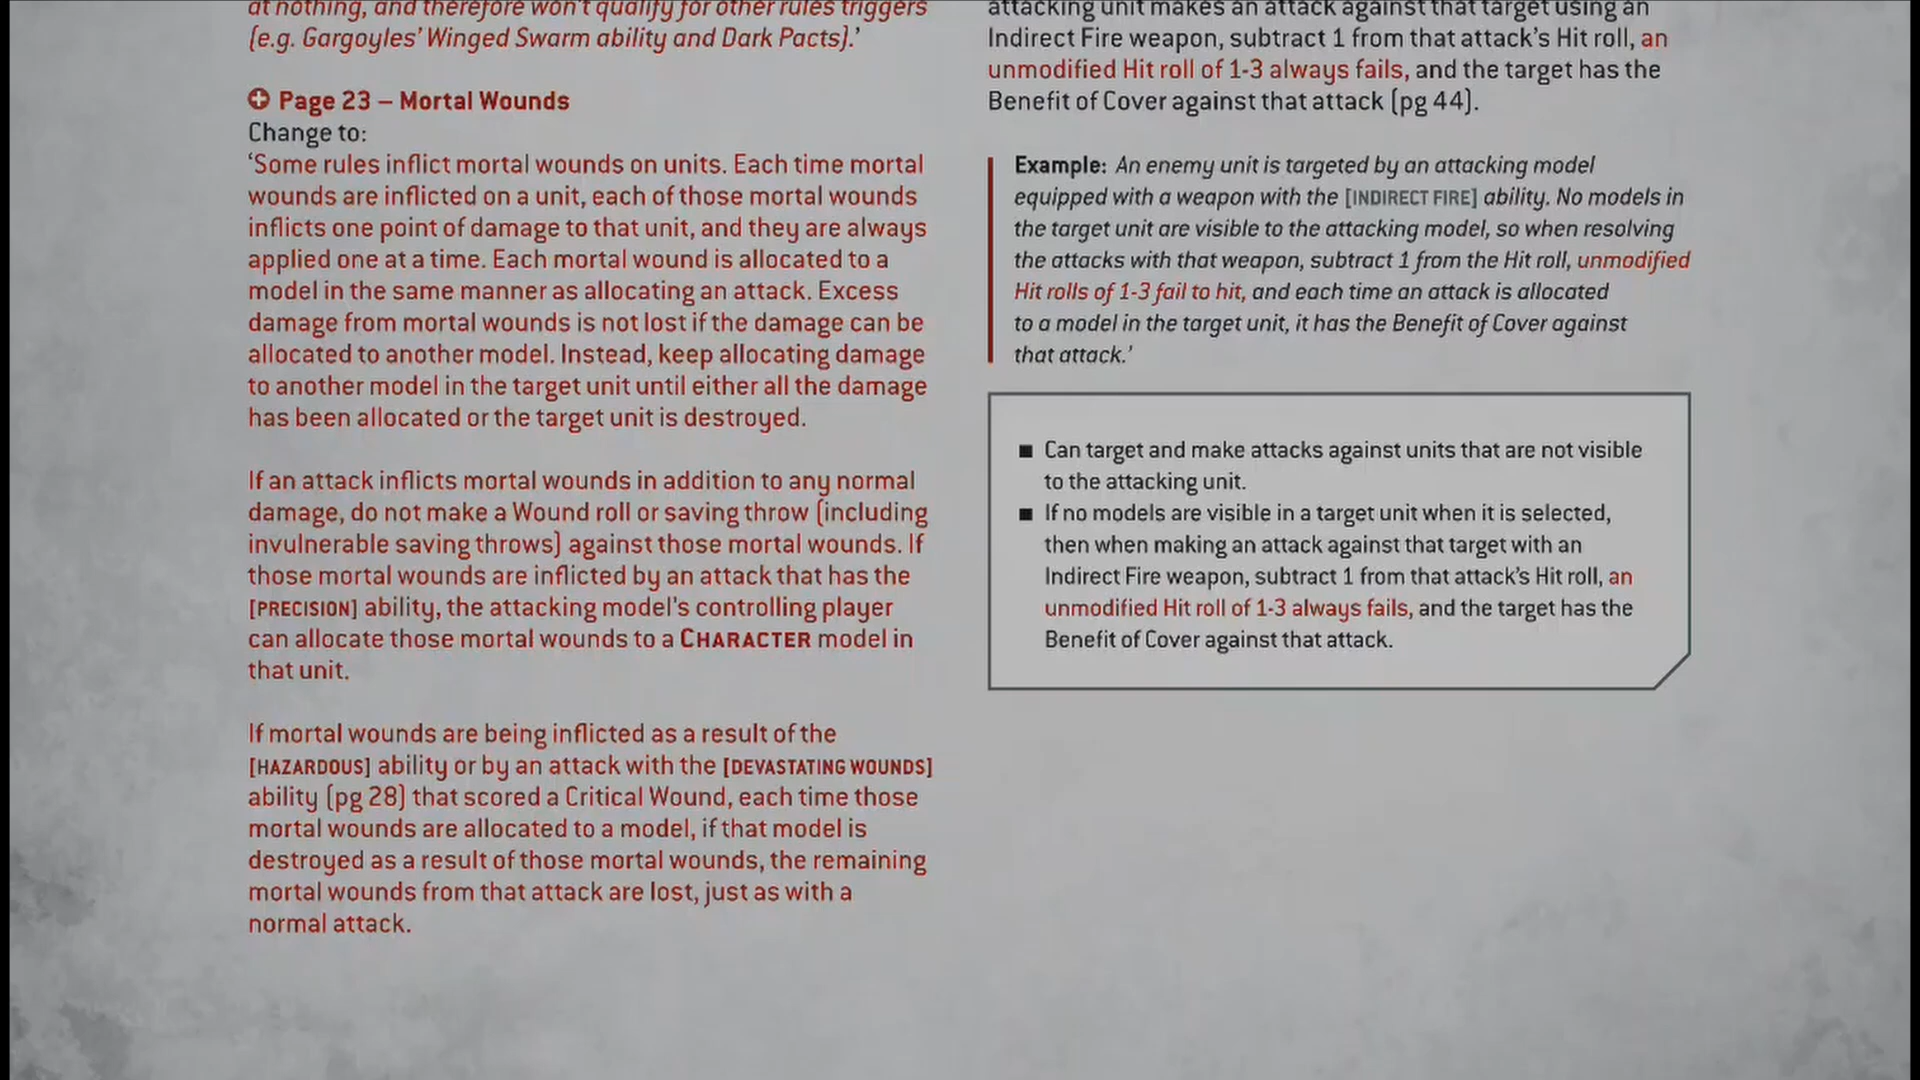 at nothing, and therefore won't qualify for other rules triggers
(e.g. Gargoyles' Winged Swarm ability and Dark Pacts).'
Page 23 – Mortal Wounds
Change to:
'Some rules inflict mortal wounds on units. Each time mortal
wounds are inflicted on a unit, each of those mortal wounds
inflicts one point of damage to that unit, and they are always
applied one at a time. Each mortal wound is allocated to a
model in the same manner as allocating an attack. Excess
damage from mortal wounds is not lost if the damage can be
allocated to another model. Instead, keep allocating damage
to another model in the target unit until either all the damage
has been allocated or the target unit is destroyed.
If an attack inflicts mortal wounds in addition to any normal
damage, do not make a Wound roll or saving throw (including
invulnerable saving throws) against those mortal wounds. If
those mortal wounds are inflicted by an attack that has the
[PRECISION] ability, the attacking model's controlling player
can allocate those mortal wounds to a CHARACTER model in
that unit.
If mortal wounds are being inflicted as a result of the
[HAZARDOUS] ability or by an attack with the [DEVASTATING WOUNDS]
ability (pg 28) that scored a Critical Wound, each time those
mortal wounds are allocated to a model, if that model is
destroyed as a result of those mortal wounds, the remaining
mortal wounds from that attack are lost, just as with a
normal attack.
attacking unit makes an attack against that target using an
Indirect Fire weapon, subtract 1 from that attack's Hit roll, an
unmodified Hit roll of 1-3 always fails, and the target has the
Benefit of Cover against that attack (pg 44).
Example: An enemy unit is targeted by an attacking model
equipped with a weapon with the [INDIRECT FIRE] ability. No models in
the target unit are visible to the attacking model, so when resolving
the attacks with that weapon, subtract 1 from the Hit roll, unmodified
Hit rolls of 1-3 fail to hit, and each time an attack is allocated
to a model in the target unit, it has the Benefit of Cover against
that attack.'
■ Can target and make attacks against units that are not visible
to the attacking unit.
■ If no models are visible in a target unit when it is selected,
then when making an attack against that target with an
Indirect Fire weapon, subtract 1 from that attack's Hit roll, an
unmodified Hit roll of 1-3 always fails, and the target has the
Benefit of Cover against that attack.